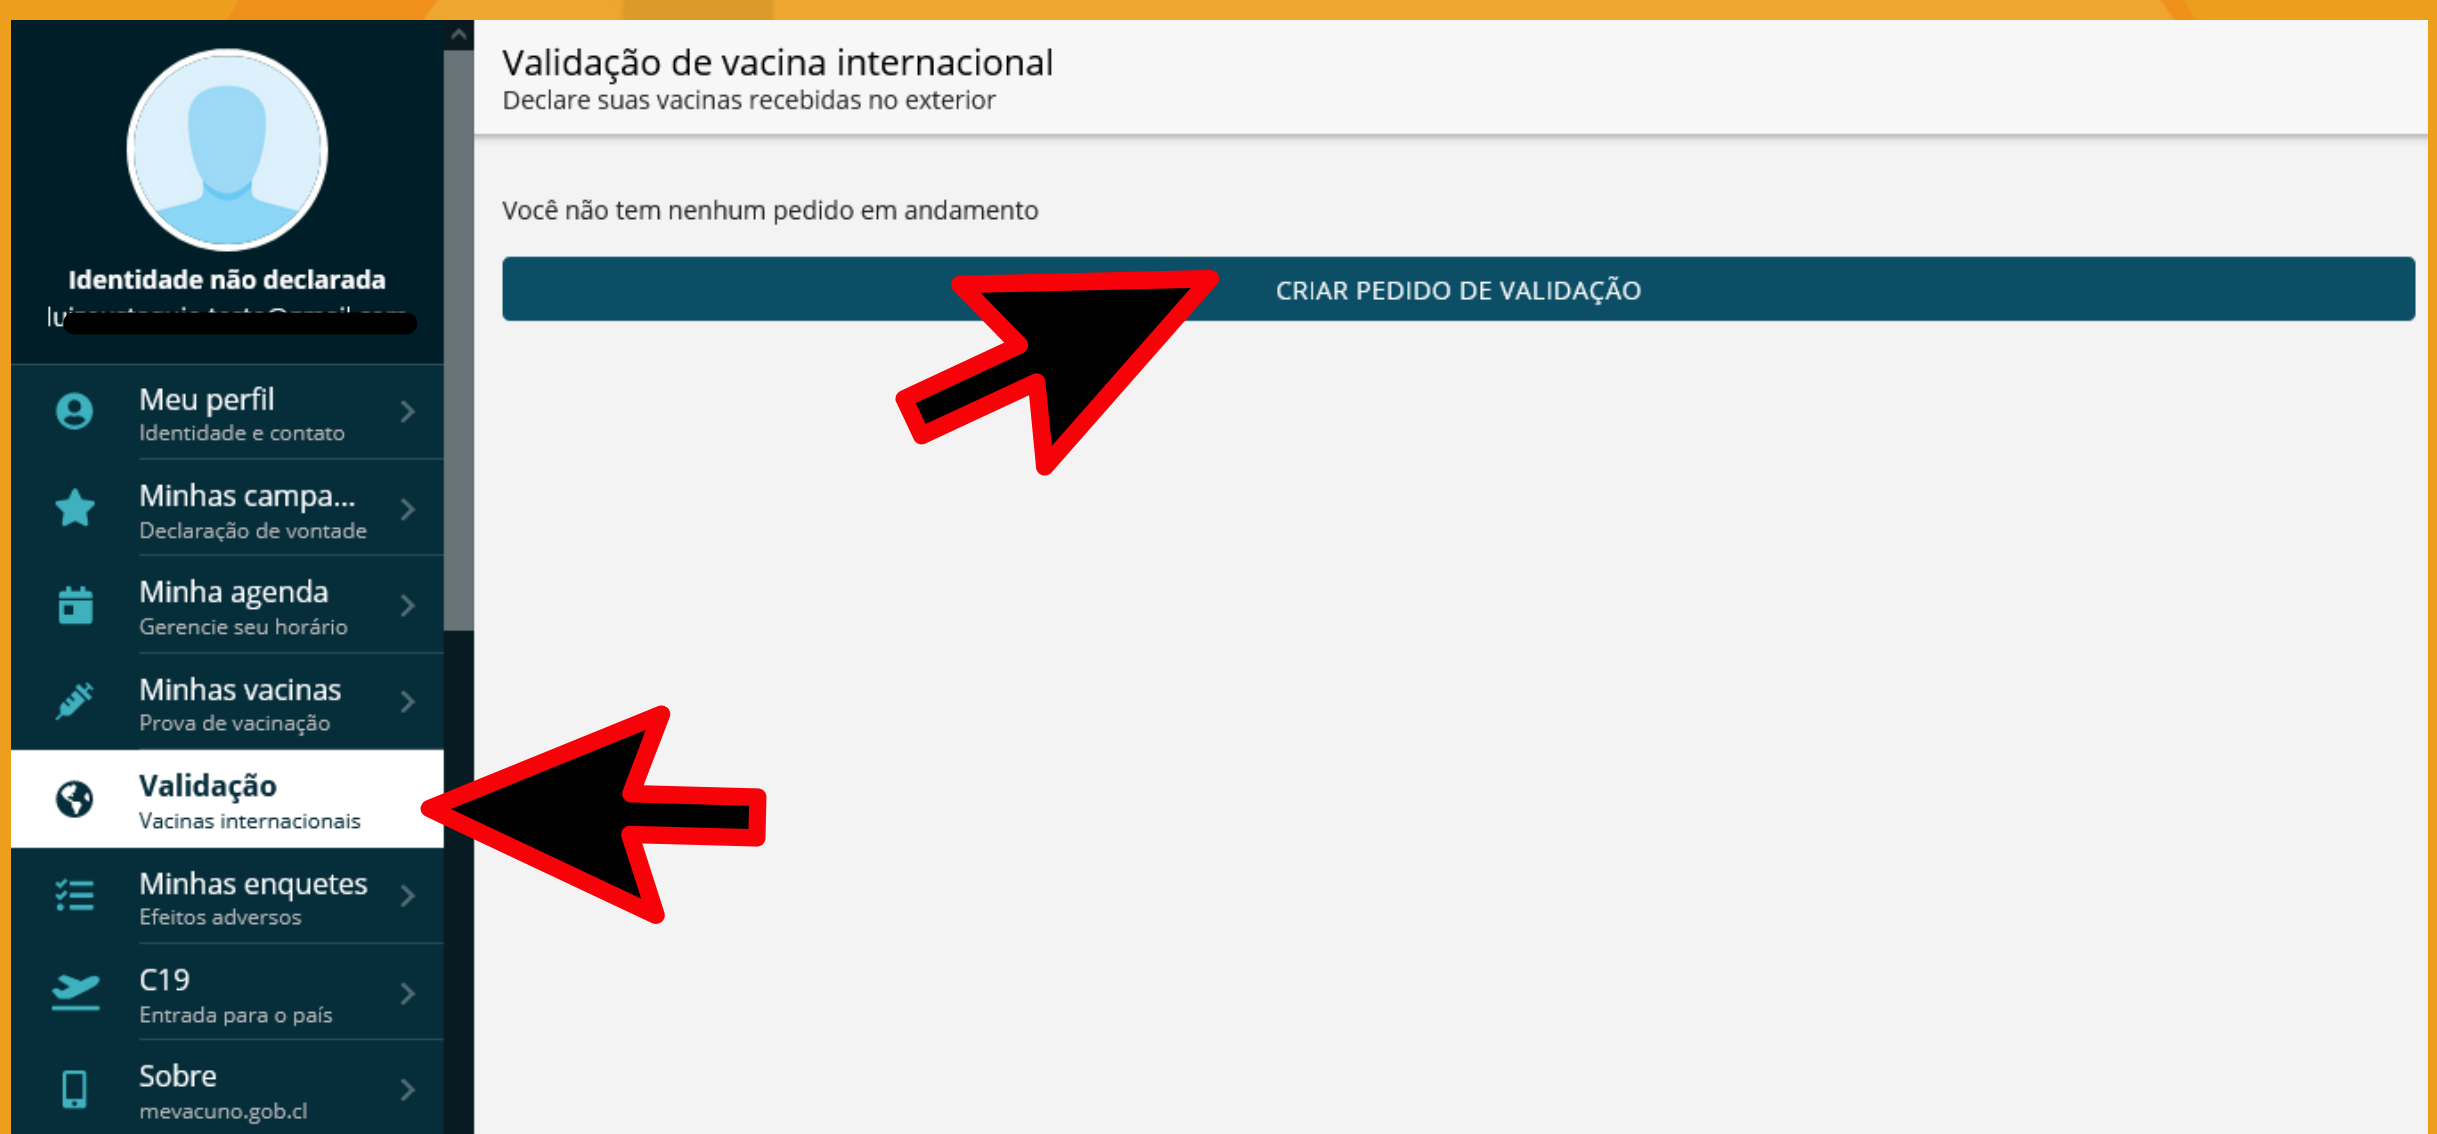 Validação de vacina internacional
Declare suas vacinas recebidas no exterior
Você não tem nenhum pedido em andamento
CRIAR PEDIDO DE VALIDAÇÃO
Identidade não declarada
Meu perfil
Identidade e contato
Minhas campa...
Declaração de vontade
Minha agenda
Gerencie seu horário
Minhas vacinas
Prova de vacinação
Validação
Vacinas internacionais
Minhas enquetes
Efeitos adversos
C19
Entrada para o país
Sobre
mevacuno.gob.cl